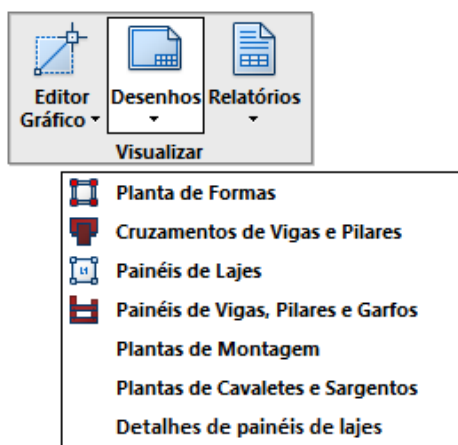 Editor Desenhos Relatórios
Gráfico
Visualizar
Planta de Formas
Cruzamentos de Vigas e Pilares
L1 Painéis de Lajes
Painéis de Vigas, Pilares e Garfos
Plantas de Montagem
Plantas de Cavaletes e Sargentos
Detalhes de painéis de lajes